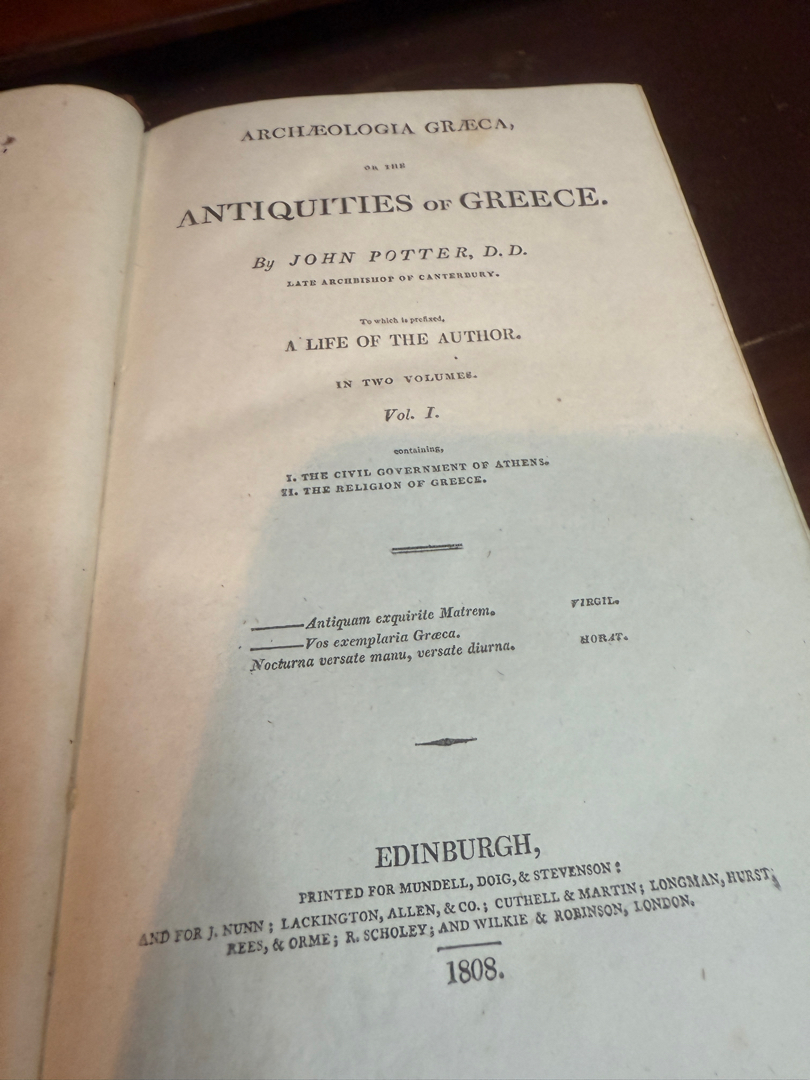 ARCHÆOLOGIA GRÆCA,
OR THE
ANTIQUITIES OF GREECE.
By JOHN POTTER, D. D.
LATE ARCHBISHOP OF CANTERBURY.
To which is prefixed,
A LIFE OF THE AUTHOR.
IN TWO VOLUMES.
Vol. I.
containing,
I. THE CIVIL GOVERNMENT OF ATHENS.
II. THE RELIGION OF GREECE.
——Antiquam exquirite Matrem. VIRGIL.
——Vos exemplaria Græca.
Nocturna versate manu, versate diurna. HORAT.
EDINBURGH,
PRINTED FOR MUNDELL, DOIG, & STEVENSON:
AND FOR J. NUNN; LACKINGTON, ALLEN, & CO.; CUTHELL & MARTIN; LONGMAN, HURST,
REES, & ORME; R. SCHOLEY; AND WILKIE & ROBINSON, LONDON.
1808.